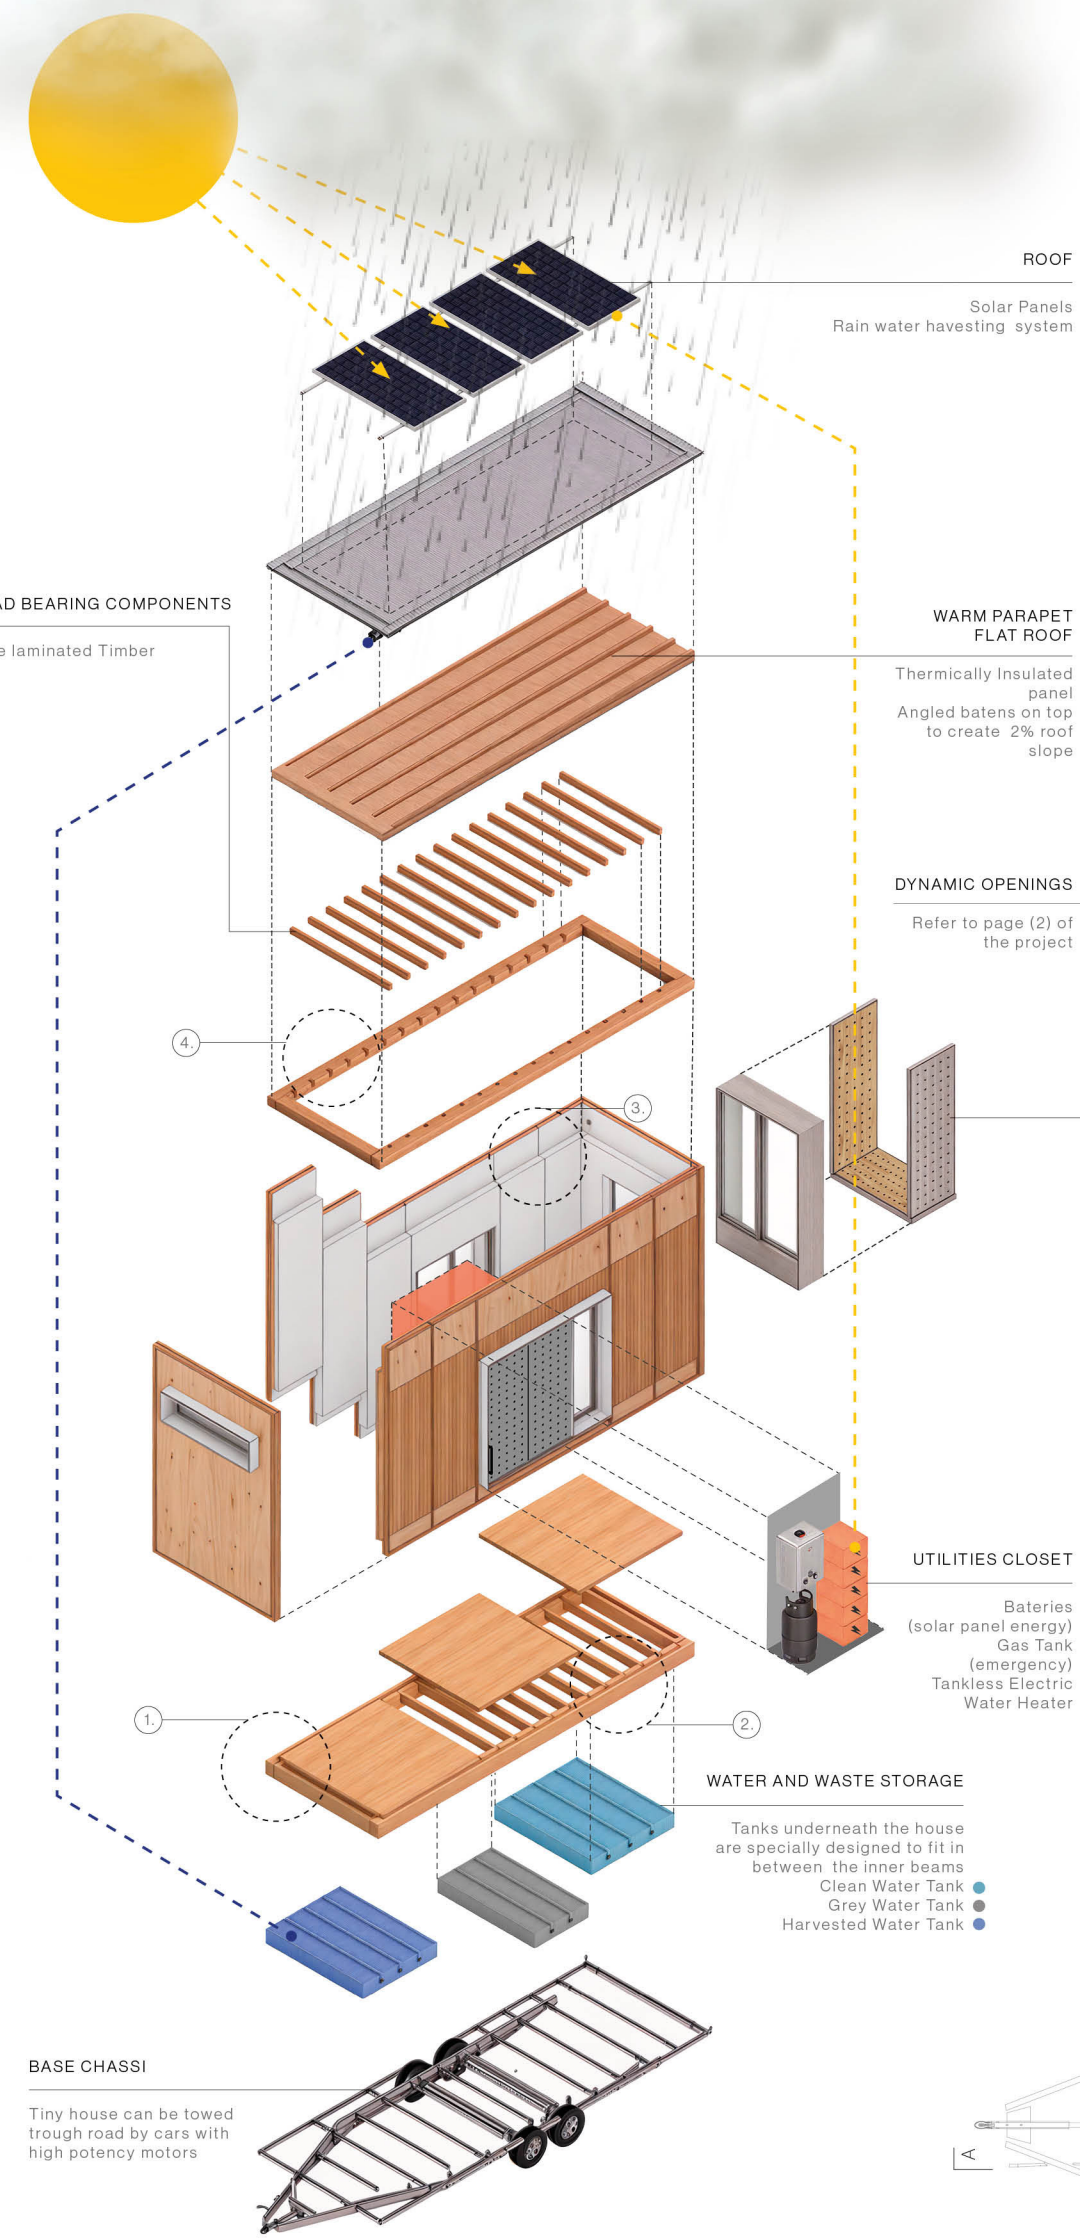 ROOF
Solar Panels
Rain water havesting system
AD BEARING COMPONENTS
e laminated Timber
WARM PARAPET
FLAT ROOF
Thermically Insulated
panel
Angled batens on top
to create 2% roof
slope
DYNAMIC OPENINGS
Refer to page (2) of
the project
4.
3.
UTILITIES CLOSET
Bateries
(solar panel energy)
Gas Tank
(emergency)
Tankless Electric
Water Heater
1.
2.
WATER AND WASTE STORAGE
Tanks underneath the house
are specially designed to fit in
between the inner beams
Clean Water Tank
Grey Water Tank
Harvested Water Tank
BASE CHASSI
Tiny house can be towed
trough road by cars with
high potency motors
A